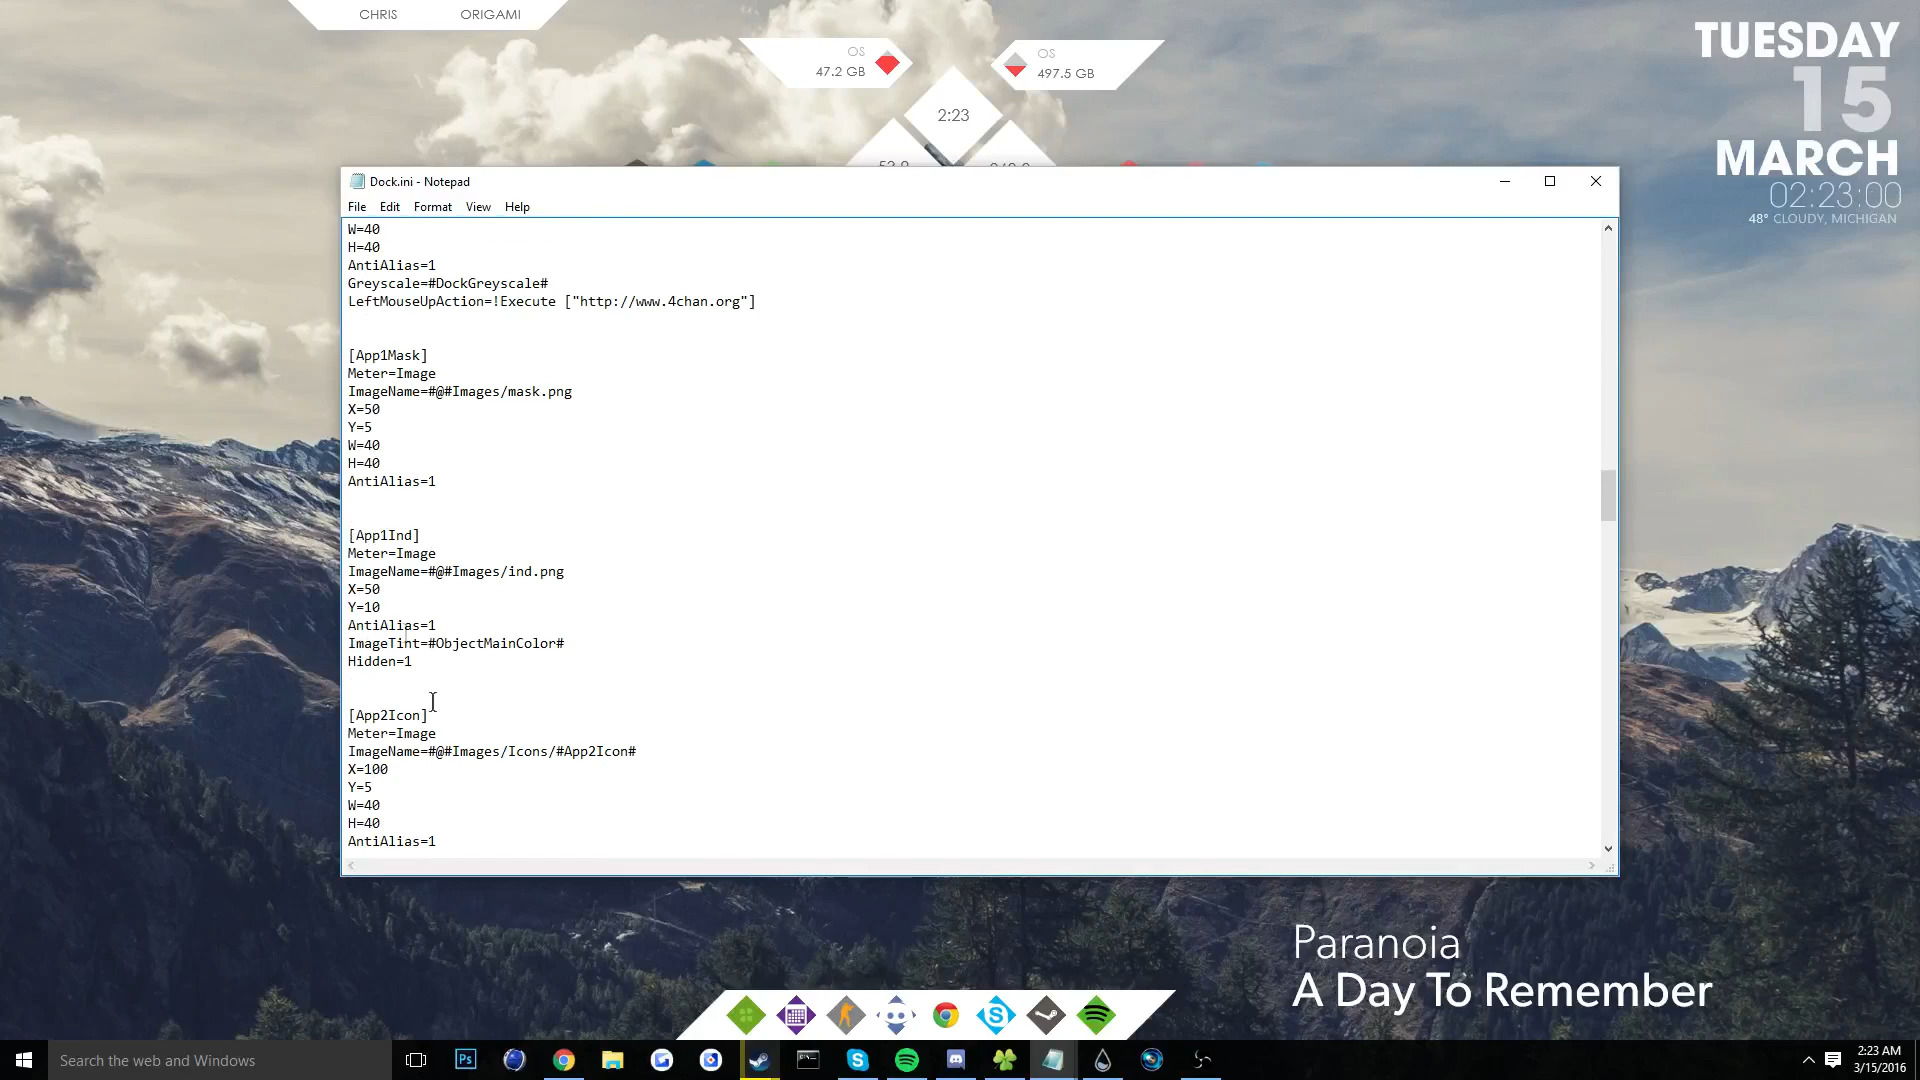 CHRIS ORIGAMI
OS
47.2 GB
OS
497.5 GB
2:23
TUESDAY
15
MARCH
02:23:00
48° CLOUDY, MICHIGAN
Dock.ini - Notepad
File Edit Format View Help
W=40
H=40
AntiAlias=1
Greyscale=#DockGreyscale#
LeftMouseUpAction=!Execute ["http://www.4chan.org"]
[App1Mask]
Meter=Image
ImageName=#@#Images/mask.png
X=50
Y=5
W=40
H=40
AntiAlias=1
[App1Ind]
Meter=Image
ImageName=#@#Images/ind.png
X=50
Y=10
AntiAlias=1
ImageTint=#ObjectMainColor#
Hidden=1
[App2Icon]
Meter=Image
ImageName=#@#Images/Icons/#App2Icon#
X=100
Y=5
W=40
H=40
AntiAlias=1
Paranoia
A Day To Remember
Search the web and Windows
Ps
2:23 AM
3/15/2016